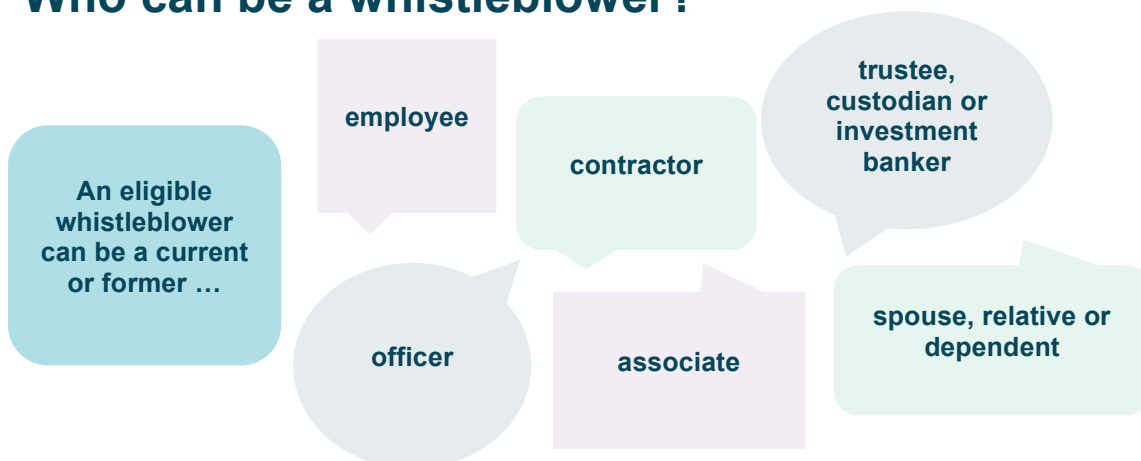 Who can be a whistleblower?
An eligible
whistleblower
can be a current
or former …
employee
contractor
trustee,
custodian or
investment
banker
officer
associate
spouse, relative or
dependent